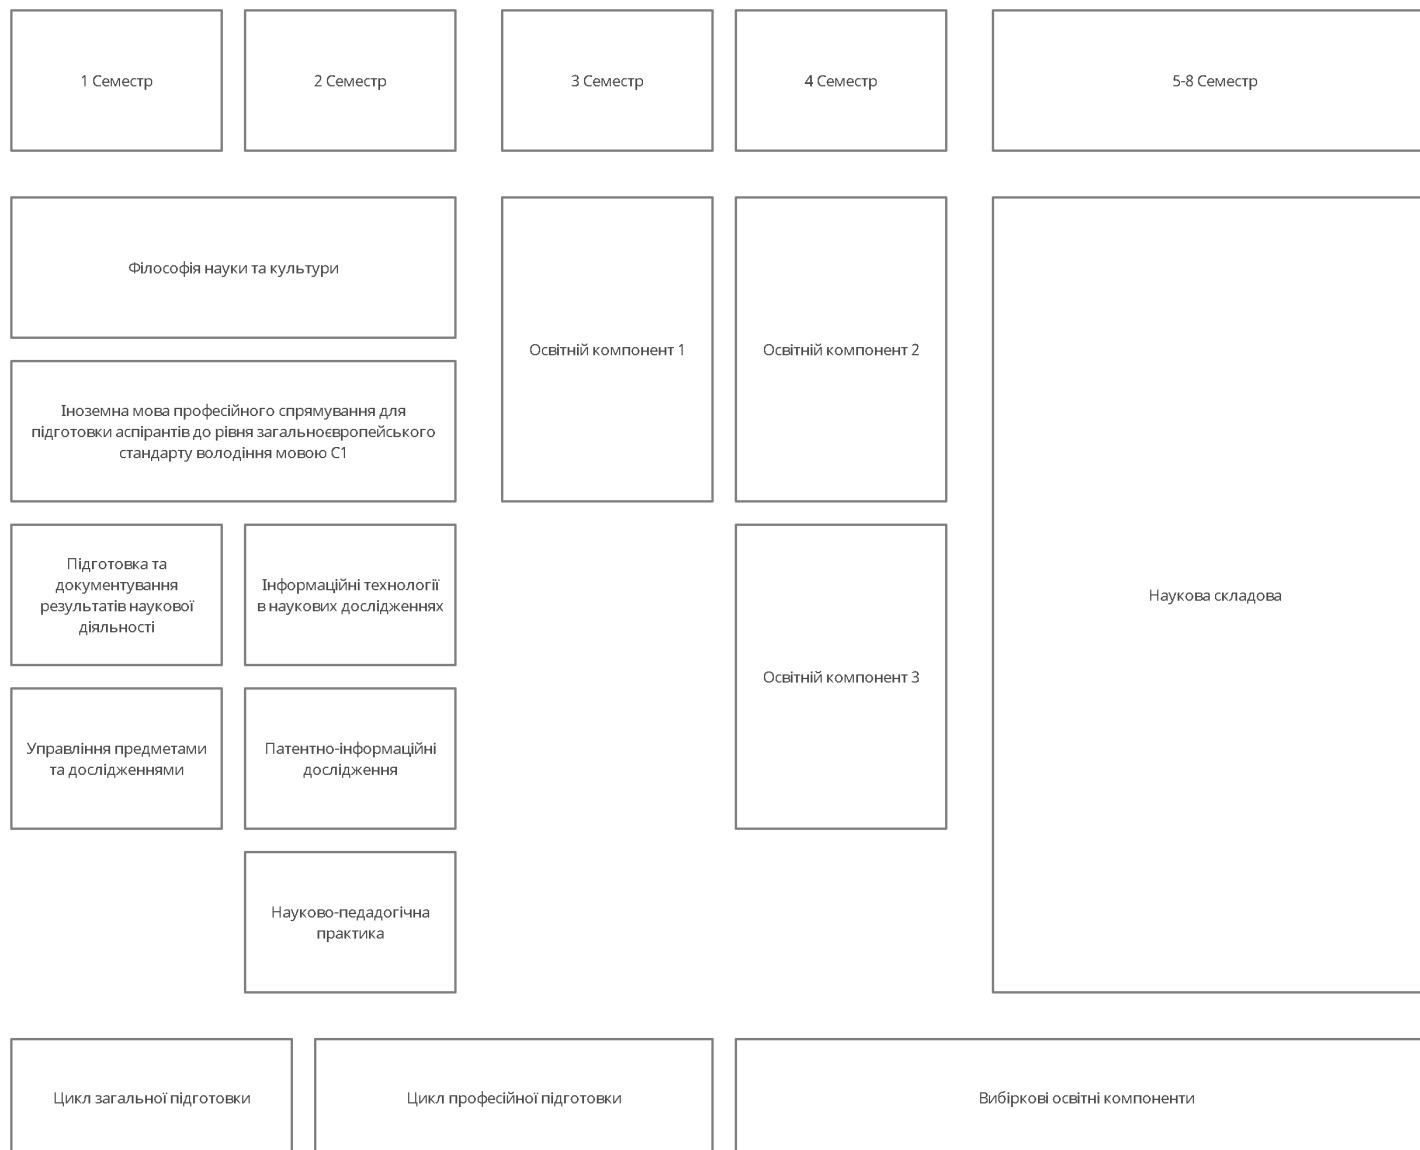 1 Семестр
2 Семестр
3 Семестр
4 Семестр
5-8 Семестр
Філософія науки та культури
Освітній компонент 1
Освітній компонент 2
Іноземна мова професійного спрямування для
підготовки аспірантів до рівня загальноєвропейського
стандарту володіння мовою С1
Підготовка та
документування
результатів наукової
діяльності
Інформаційні технології
в наукових дослідженнях
Наукова складова
Освітній компонент 3
Управління предметами
та дослідженнями
Патентно-інформаційні
дослідження
Науково-педадогічна
практика
Цикл загальної підготовки
Цикл професійної підготовки
Вибіркові освітні компоненти